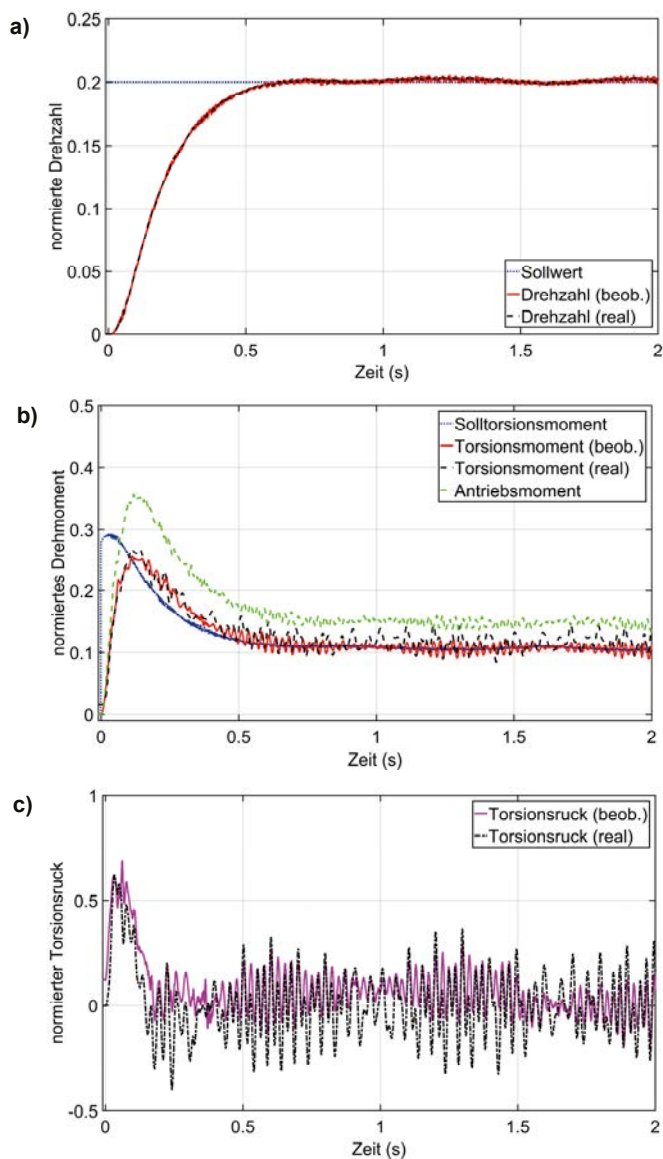 a)
normierte Drehzahl
0.25
0.2
0.15
0.1
0.05
0
0
0.5
1
1.5
2
Zeit (s)
Sollwert
Drehzahl (beob.)
Drehzahl (real)
b)
normiertes Drehmoment
0.5
0.4
0.3
0.2
0.1
0
0
0.5
1
1.5
2
Zeit (s)
Solltorsionsmoment
Torsionsmoment (beob.)
Torsionsmoment (real)
Antriebsmoment
c)
normierter Torsionsruck
1
0.5
0
-0.5
0
0.5
1
1.5
2
Zeit (s)
Torsionsruck (beob.)
Torsionsruck (real)